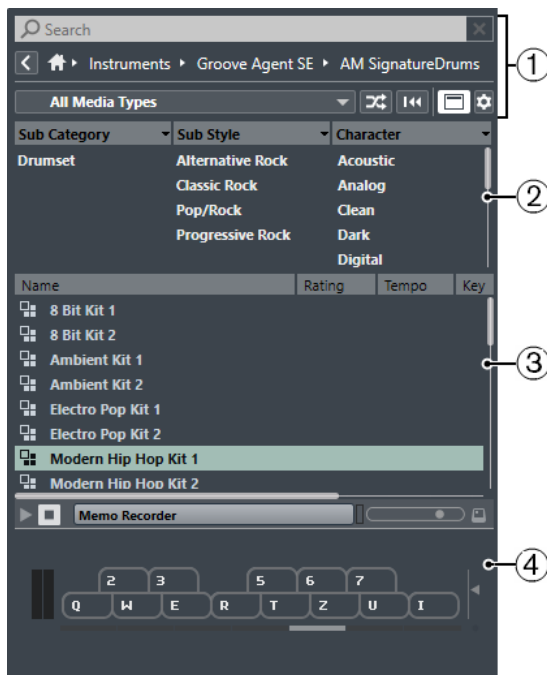 Search
Instruments Groove Agent SE AM SignatureDrums
1
All Media Types
Sub Category Sub Style Character
Drumset Alternative Rock Acoustic
Classic Rock Analog
2
Pop/Rock Clean
Progressive Rock Dark
Digital
Name Rating Tempo Key
8 Bit Kit 1
8 Bit Kit 2
Ambient Kit 1
3
Ambient Kit 2
Electro Pop Kit 1
Electro Pop Kit 2
Modern Hip Hop Kit 1
Modern Hip Hop Kit 2
Memo Recorder
4
2 3 5 6 7
Q W E R T Z U I